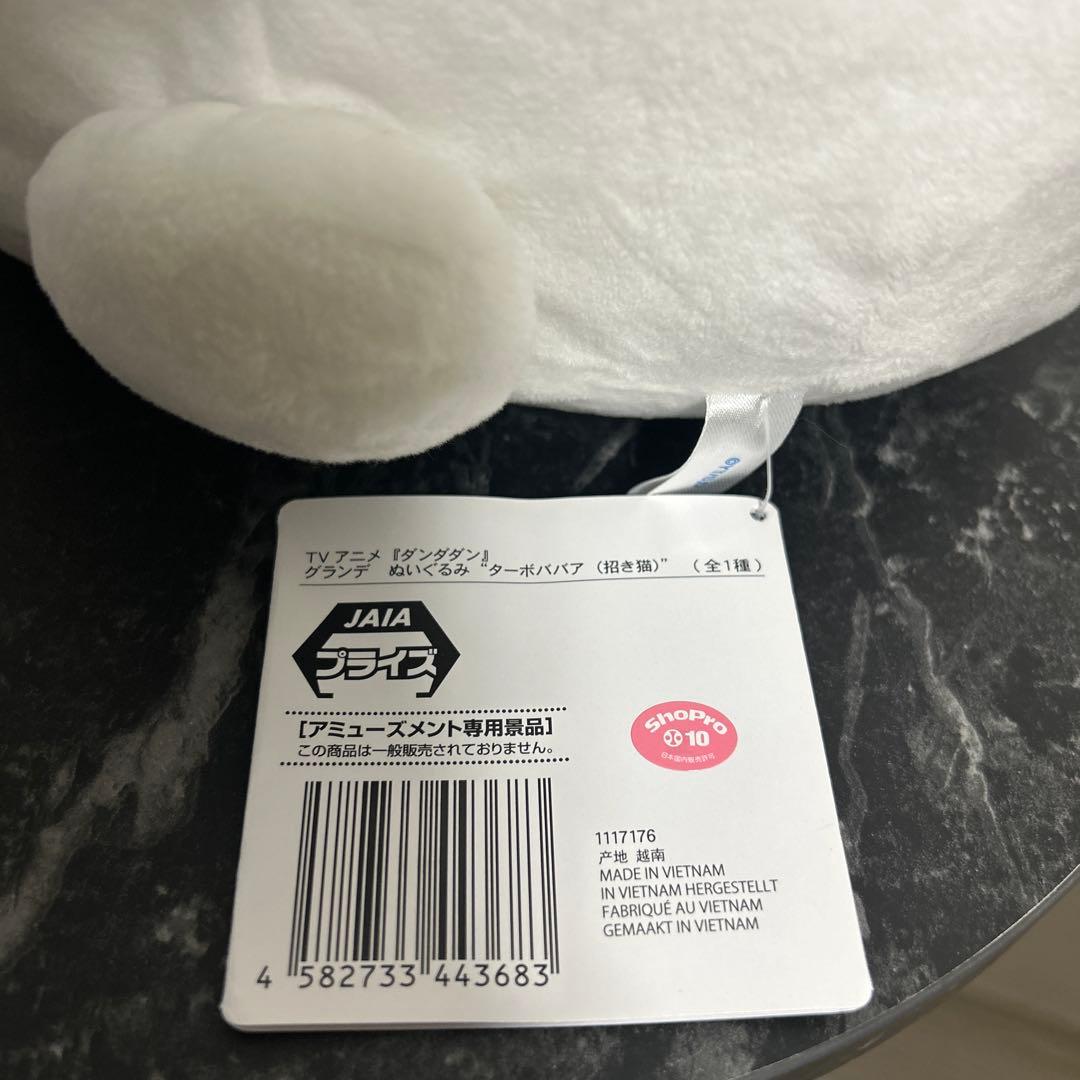 TV アニメ『ダンダダン』
グランデ　ぬいぐるみ“ターボババア（招き猫）”　（全1種）
JAIA
プライズ
[アミューズメント専用景品]
この商品は一般販売されておりません。
ShoPro
10
日本国内販売許可
1117176
产地 越南
MADE IN VIETNAM
IN VIETNAM HERGESTELLT
FABRIQUÉ AU VIETNAM
GEMAAKT IN VIETNAM
4 582733 443683